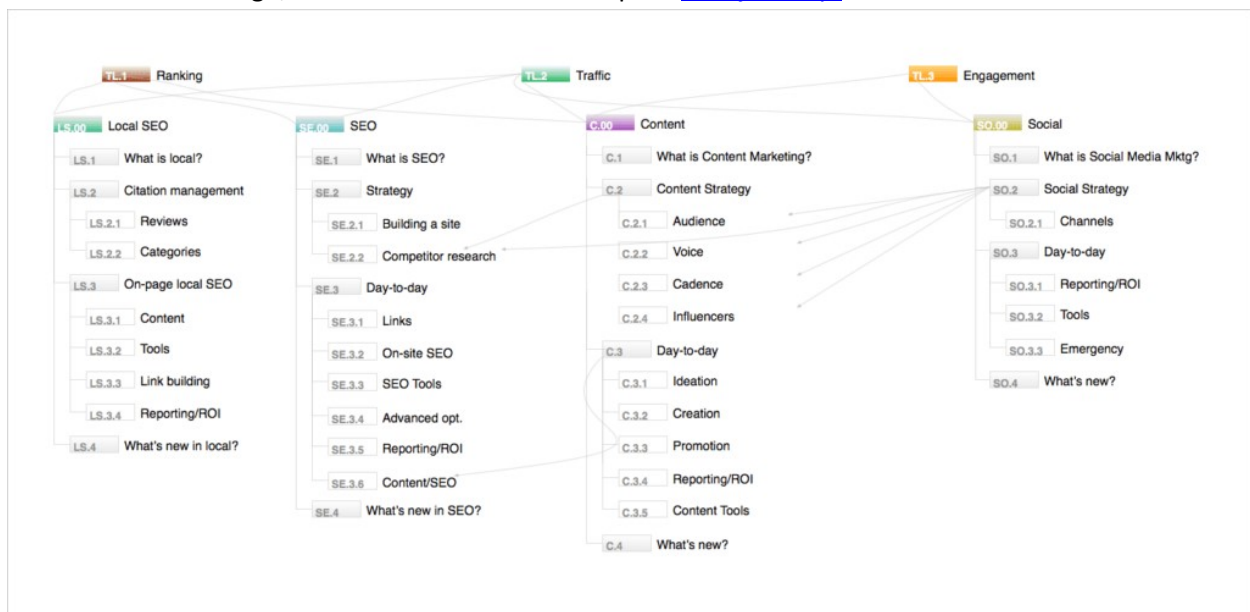 TL.1 Ranking
TL.2 Traffic
TL.3 Engagement
LS.00 Local SEO
LS.1 What is local?
LS.2 Citation management
LS.2.1 Reviews
LS.2.2 Categories
LS.3 On-page local SEO
LS.3.1 Content
LS.3.2 Tools
LS.3.3 Link building
LS.3.4 Reporting/ROI
LS.4 What's new in local?
SE.00 SEO
SE.1 What is SEO?
SE.2 Strategy
SE.2.1 Building a site
SE.2.2 Competitor research
SE.3 Day-to-day
SE.3.1 Links
SE.3.2 On-site SEO
SE.3.3 SEO Tools
SE.3.4 Advanced opt.
SE.3.5 Reporting/ROI
SE.3.6 Content/SEO
SE.4 What's new in SEO?
C.00 Content
C.1 What is Content Marketing?
C.2 Content Strategy
C.2.1 Audience
C.2.2 Voice
C.2.3 Cadence
C.2.4 Influencers
C.3 Day-to-day
C.3.1 Ideation
C.3.2 Creation
C.3.3 Promotion
C.3.4 Reporting/ROI
C.3.5 Content Tools
C.4 What's new?
SO.00 Social
SO.1 What is Social Media Mktg?
SO.2 Social Strategy
SO.2.1 Channels
SO.3 Day-to-day
SO.3.1 Reporting/ROI
SO.3.2 Tools
SO.3.3 Emergency
SO.4 What's new?